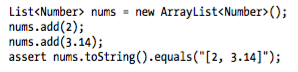 List<Number> nums = new ArrayList<Number>();
nums.add(2);
nums.add(3.14);
assert nums.toString().equals("[2, 3.14]");